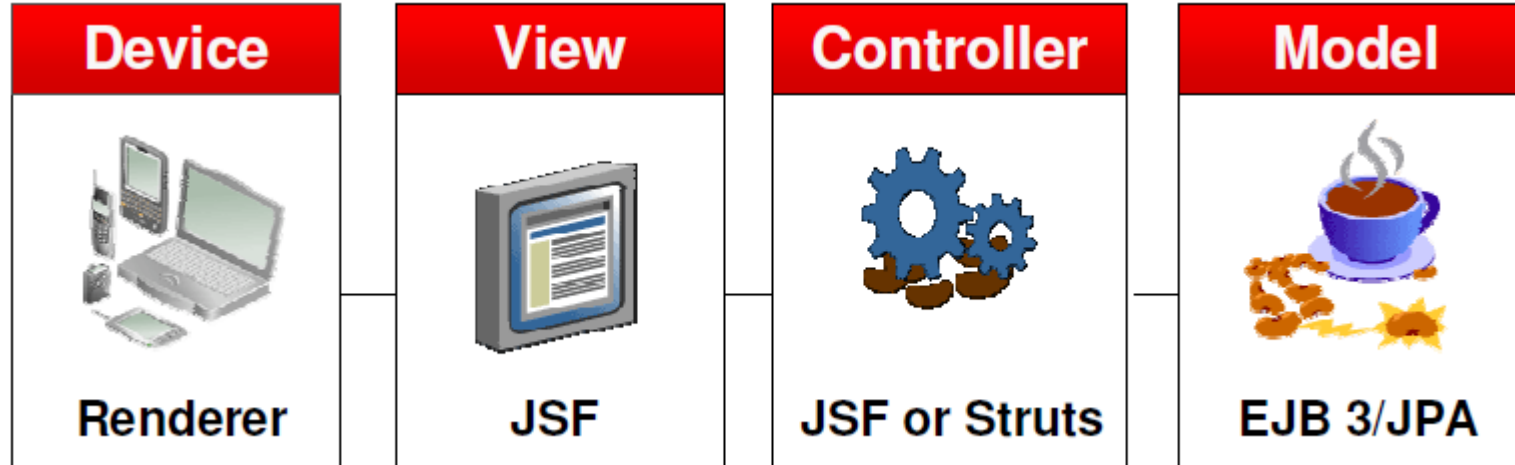 Device
View
Controller
Model
Renderer
JSF
JSF or Struts
EJB 3/JPA